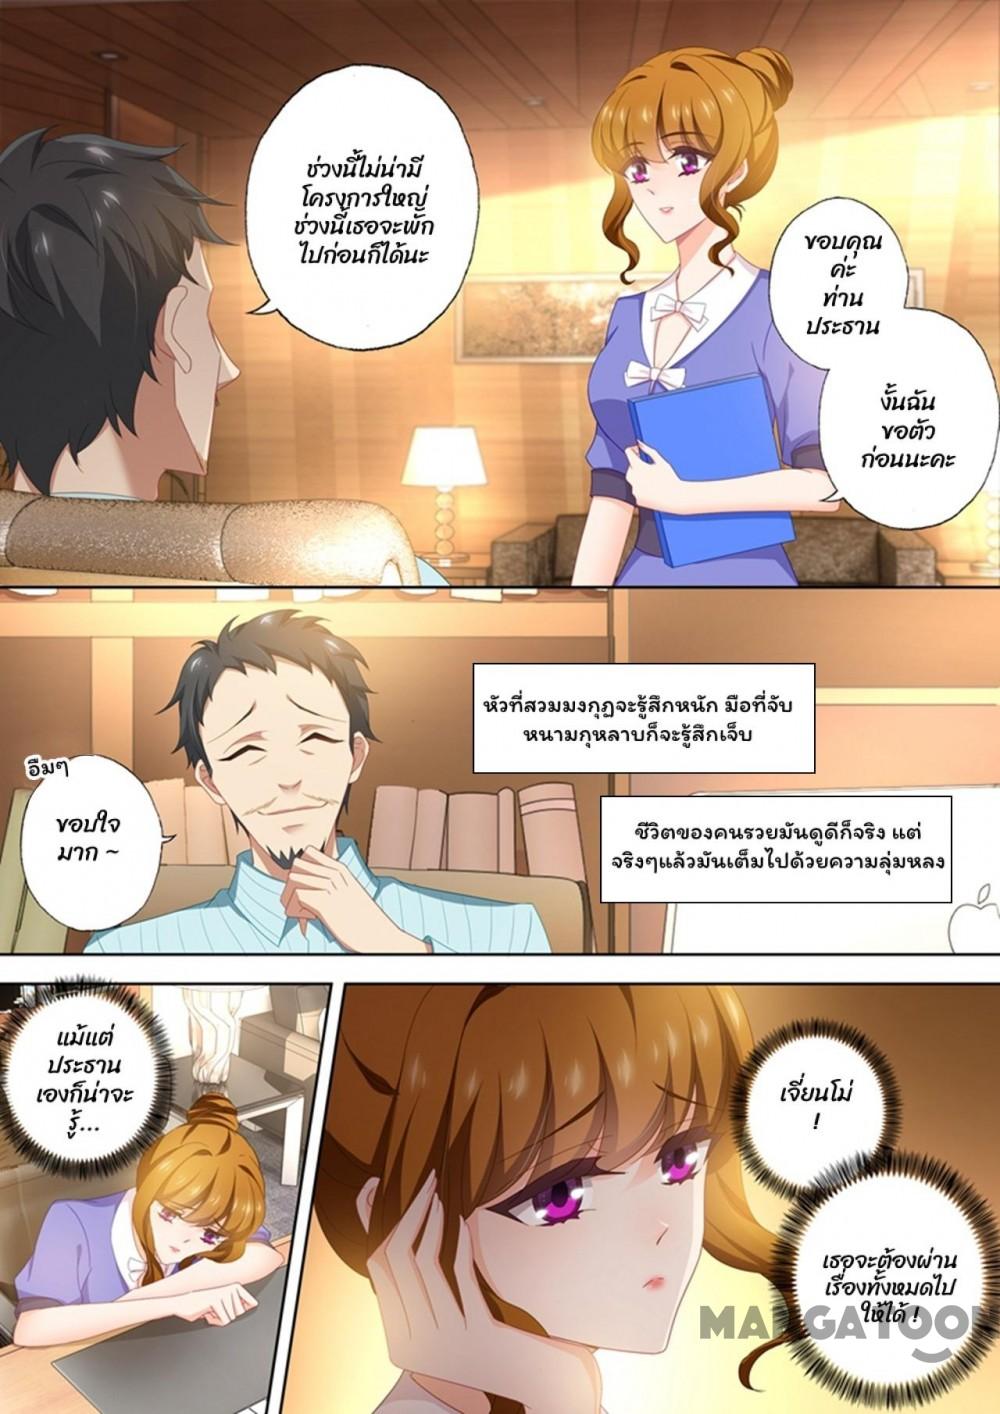 ช่วงนี้ไม่น่ามี
โครงการใหญ่
ช่วงนี้เธอจะพัก
ไปก่อนก็ได้นะ
ขอบคุณ
ค่ะ
ท่าน
ประธาน
งั้นฉัน
ขอตัว
ก่อนนะคะ
หัวที่สวมมงกุฏจะรู้สึกหนัก มือที่จับ
หนามกุหลาบก็จะรู้สึกเจ็บ
อืมๆ
ขอบใจ
มาก ~
ชีวิตของคนรวยมันดูดีก็จริง แต่
จริงๆแล้วมันเต็มไปด้วยความลุ่มหลง
แม้แต่
ประธาน
เองก็น่าจะ
รู้...
เจี่ยนโม่
!
เธอจะต้องผ่าน
เรื่องทั้งหมดไป
ให้ได้ !
MANGATOON